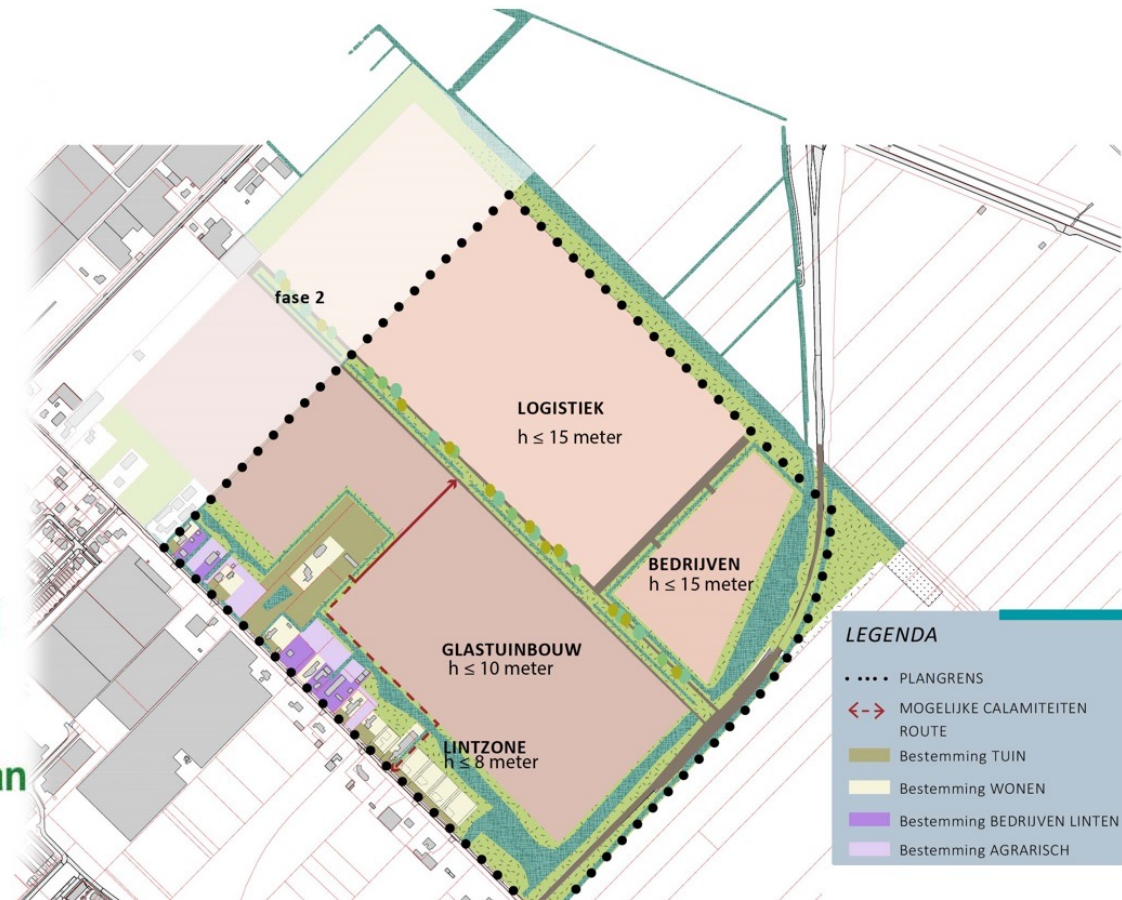 fase 2
LOGISTIEK
h ≤ 15 meter
BEDRIJVEN
h ≤ 15 meter
GLASTUINBOUW
h ≤ 10 meter
LINTZONE
h ≤ 8 meter
an
LEGENDA
PLANGRENS
MOGELIJKE CALAMITEITEN
ROUTE
Bestemming TUIN
Bestemming WONEN
Bestemming BEDRIJVEN LINTEN
Bestemming AGRARISCH